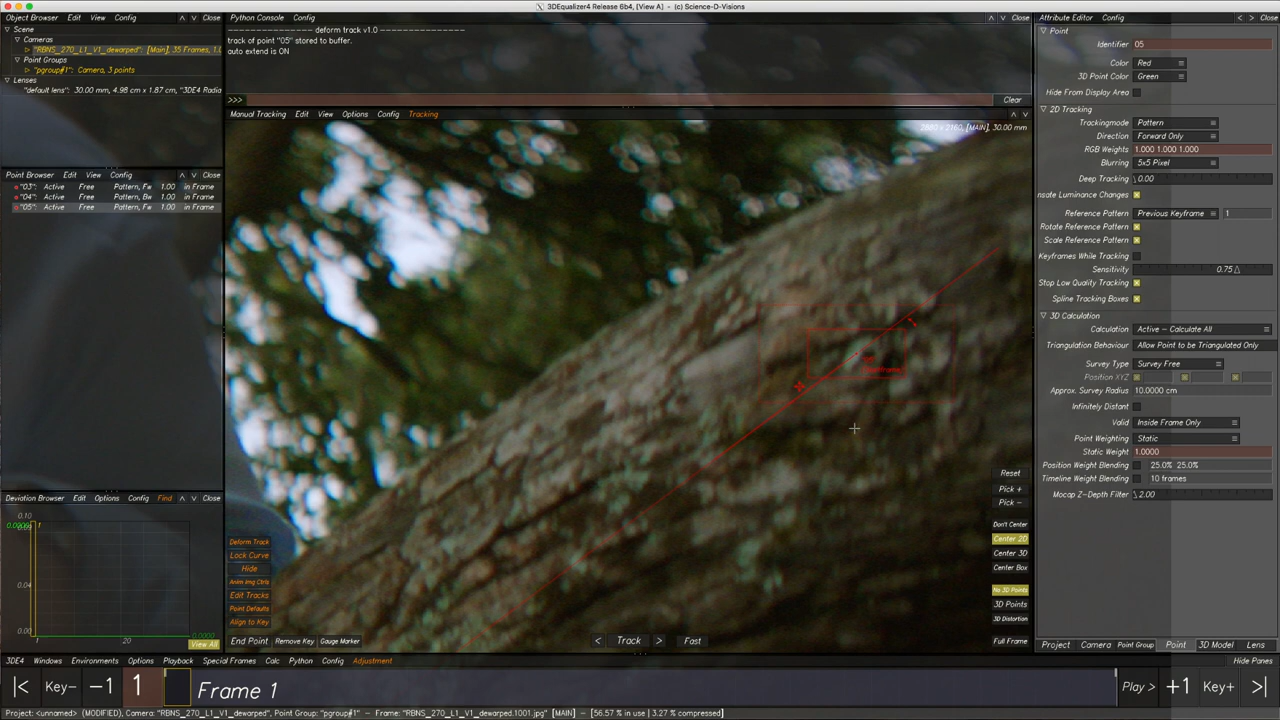 3DEqualizer4 Release 6b4, [View A] - (c) Science-D-Visions
Object Browser Edit View Config Close
Scene
Cameras
"RBNS_270_L1_V1_dewarped": [Main], 35 Frames, 1.0
Point Groups
"pgroup#1": Camera, 3 points
Lenses
"default lens": 30.00 mm, 4.98 cm x 1.87 cm, "3DE4 Radia
Python Console Config Close
--------------- deform track v1.0 ---------------
track of point "05" stored to buffer.
auto extend is ON
>>> Clear
Manual Tracking Edit View Options Config Tracking
[MAIN], 30.00 mm
Point Browser Edit View Config Close
"03": Active Free Pattern, Fw 1.00 in Frame
"04": Active Free Pattern, Bw 1.00 in Frame
"05": Active Free Pattern, Fw 1.00 in Frame
Deviation Browser Edit Options Config Find Close
0.10
1
0.04
0.00
0.0000
1 20
View All
Deform Track
Lock Curve
Hide
Anim Img Ctrls
Edit Tracks
Point Defaults
Align to Key
End Point Remove Key Gauge Marker
< Track > Fast
Reset
Pick +
Pick -
Don't Center
Center 2D
Center 3D
Center Box
No 3D Points
3D Points
3D Distortion
Full Frame
Attribute Editor Config < > Close
Point
Identifier 05
Color Red
3D Point Color Green
Hide From Display Area
2D Tracking
Trackingmode Pattern
Direction Forward Only
RGB Weights 1.000 1.000 1.000
Blurring 5x5 Pixel
Deep Tracking 0.00
nsate Luminance Changes
Reference Pattern Previous Keyframe 1
Rotate Reference Pattern
Scale Reference Pattern
Keyframes While Tracking
Sensitivity 0.75
Stop Low Quality Tracking
Spline Tracking Boxes
3D Calculation
Calculation Active - Calculate All
Triangulation Behaviour Allow Point to be Triangulated Only
Survey Type Survey Free
Position XYZ
Approx. Survey Radius 10.0000 cm
Infinitely Distant
Valid Inside Frame Only
Point Weighting Static
Static Weight 1.0000
Position Weight Blending 25.0% 25.0%
Timeline Weight Blending 10 frames
Mocap Z-Depth Filter 2.00
Project Camera Point Group Point 3D Model Lens
3DE4 Windows Environments Options Playback Special Frames Calc Python Config Adjustment Hide Panes
|< Key- -1 1 Frame 1 Play > +1 Key+ >|
Project: <unnamed> (MODIFIED), Camera: "RBNS_270_L1_V1_dewarped", Point Group: "pgroup#1" - Frame: "RBNS_270_L1_V1_dewarped.1001.jpg" [MAIN] - [56.57 % in use | 3.27 % compressed]